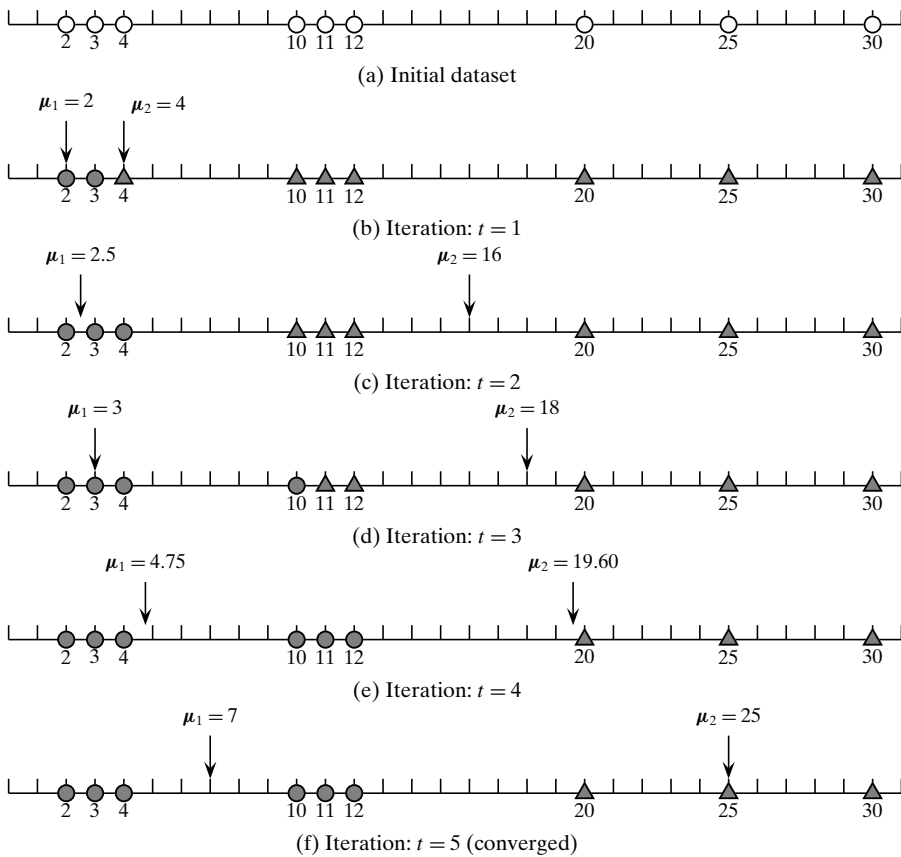 2 3 4 10 11 12 20 25 30
(a) Initial dataset
μ₁ = 2 μ₂ = 4
2 3 4 10 11 12 20 25 30
(b) Iteration: t = 1
μ₁ = 2.5 μ₂ = 16
2 3 4 10 11 12 20 25 30
(c) Iteration: t = 2
μ₁ = 3 μ₂ = 18
2 3 4 10 11 12 20 25 30
(d) Iteration: t = 3
μ₁ = 4.75 μ₂ = 19.60
2 3 4 10 11 12 20 25 30
(e) Iteration: t = 4
μ₁ = 7 μ₂ = 25
2 3 4 10 11 12 20 25 30
(f) Iteration: t = 5 (converged)